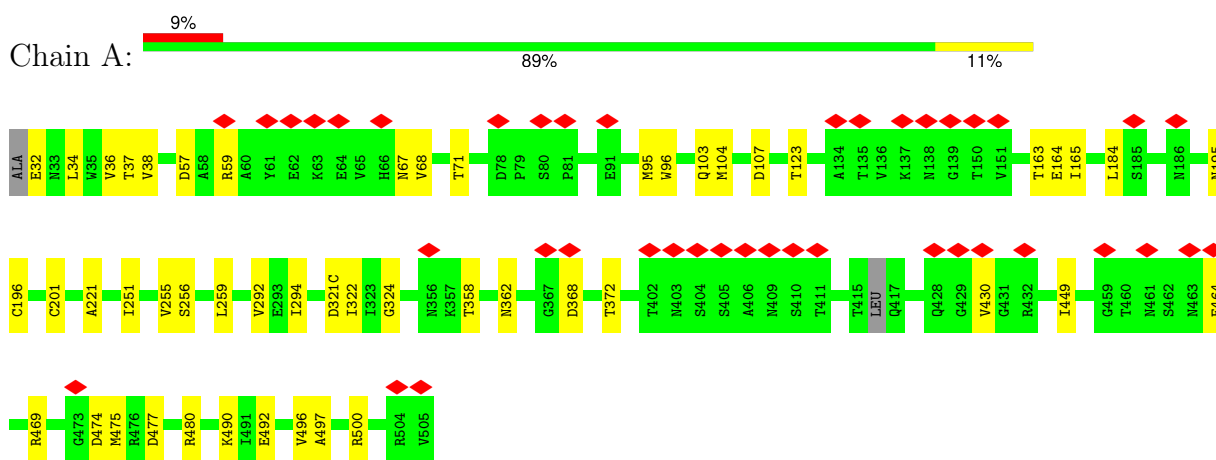 9%
Chain A:
89% 11%
ALA E32 N33 L34 W35 V36 T37 V38 D57 A58 R59 A60 Y61 E62 K63 E64 V65 H66 N67 V68 T71 D78 P79 S80 P81 E91 M95 W96 Q103 M104 D107 T123 A134 T135 V136 K137 N138 G139 T150 V151 T163 E164 I165 L184 S185 N186 N195
C196 C201 A221 I251 V255 S256 L259 V292 E293 I294 D321C I322 I323 G324 N356 K357 T358 N362 G367 D368 T372 T402 N403 S404 S405 A406 N409 S410 T411 T415 LEU Q417 Q428 G429 V430 G431 R432 I449 G459 T460 N461 S462 N463 E464
R469 G473 D474 M475 R476 D477 R480 K490 I491 E492 V496 A497 R500 R504 V505